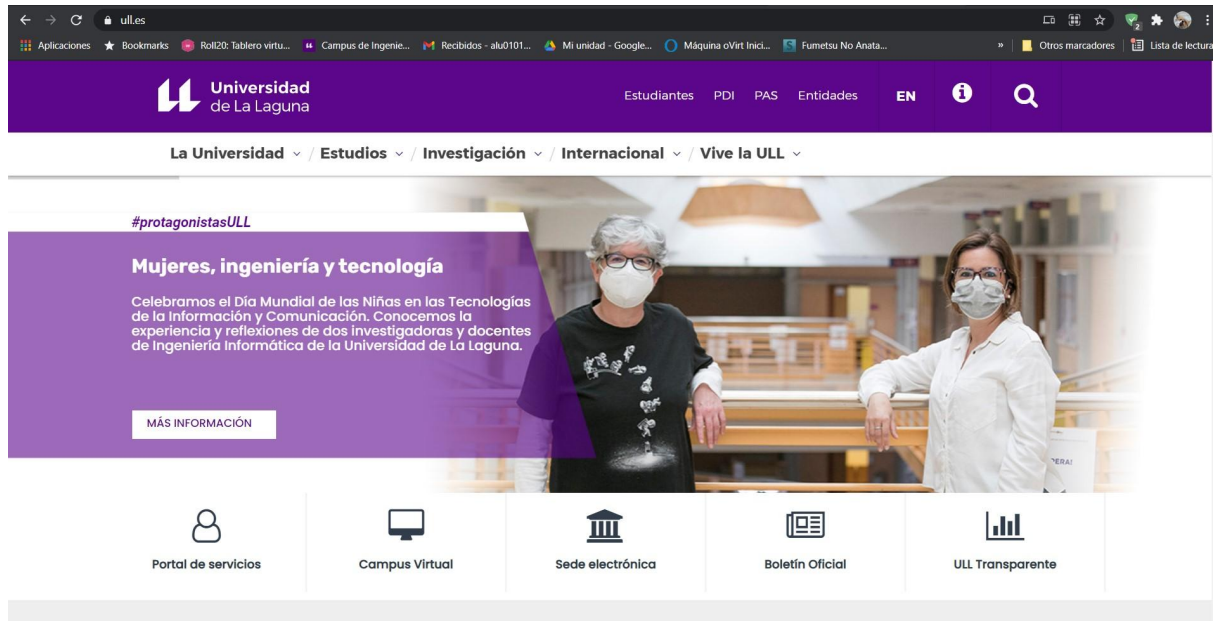 ull.es
Aplicaciones Bookmarks Roll20: Tablero virtu... Campus de Ingenie... Recibidos - alu0101... Mi unidad - Google... Máquina oVirt Inici... Fumetsu No Anata... » Otros marcadores Lista de lectura
Universidad
de La Laguna
Estudiantes PDI PAS Entidades EN
La Universidad / Estudios / Investigación / Internacional / Vive la ULL
#protagonistasULL
Mujeres, ingeniería y tecnología
Celebramos el Día Mundial de las Niñas en las Tecnologías
de la Información y Comunicación. Conocemos la
experiencia y reflexiones de dos investigadoras y docentes
de Ingeniería Informática de la Universidad de La Laguna.
MÁS INFORMACIÓN
Portal de servicios Campus Virtual Sede electrónica Boletín Oficial ULL Transparente